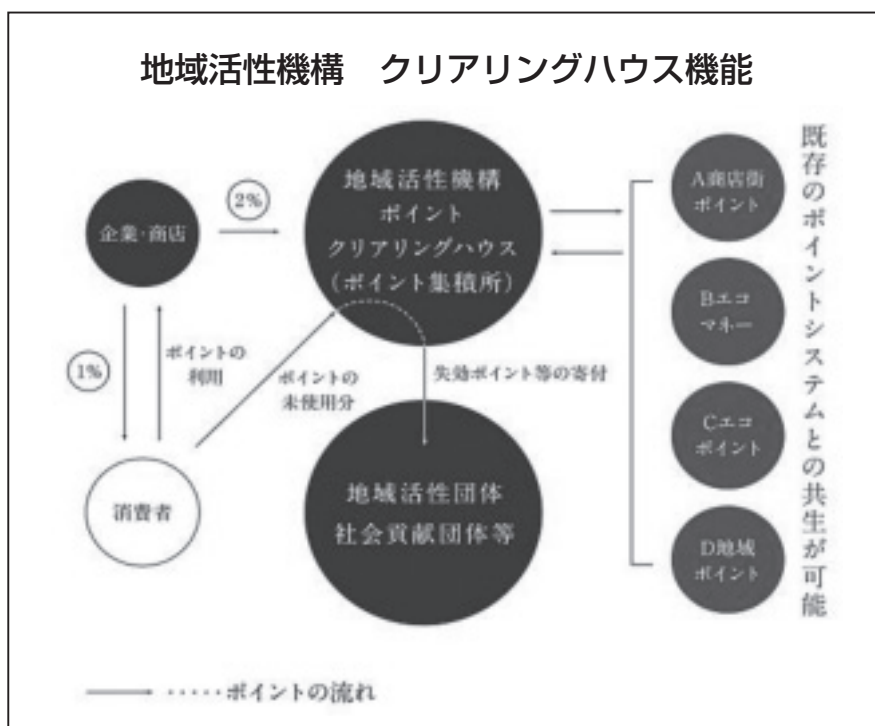 地域活性機構 クリアリングハウス機能
企業・商店
2%
地域活性機構
ポイント
クリアリングハウス
(ポイント集積所)
A商店街
ポイント
Bエコ
マネー
Cエコ
ポイント
D地域
ポイント
既存のポイントシステムとの共生が可能
1%
ポイントの
利用
ポイントの
未使用分
失効ポイント等の寄付
消費者
地域活性団体
社会貢献団体等
ポイントの流れ